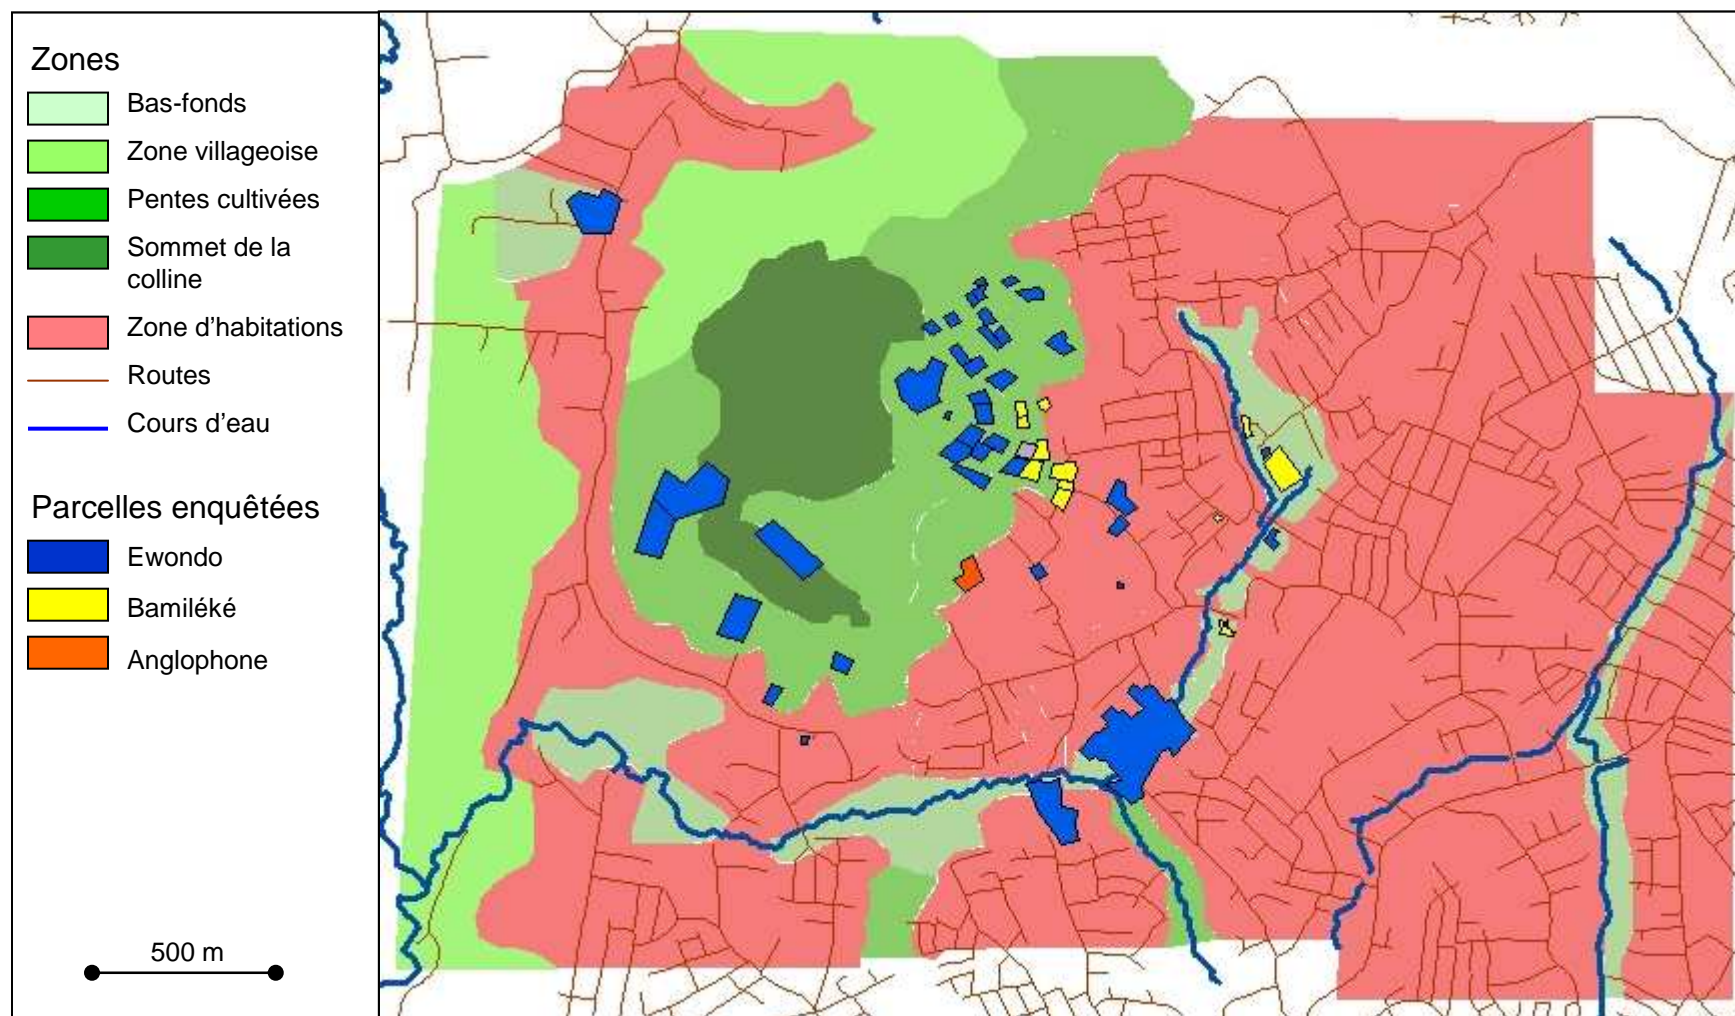 Zones
Bas-fonds
Zone villageoise
Pentes cultivées
Sommet de la
colline
Zone d'habitations
Routes
Cours d'eau
Parcelles enquêtées
Ewondo
Bamiléké
Anglophone
500 m